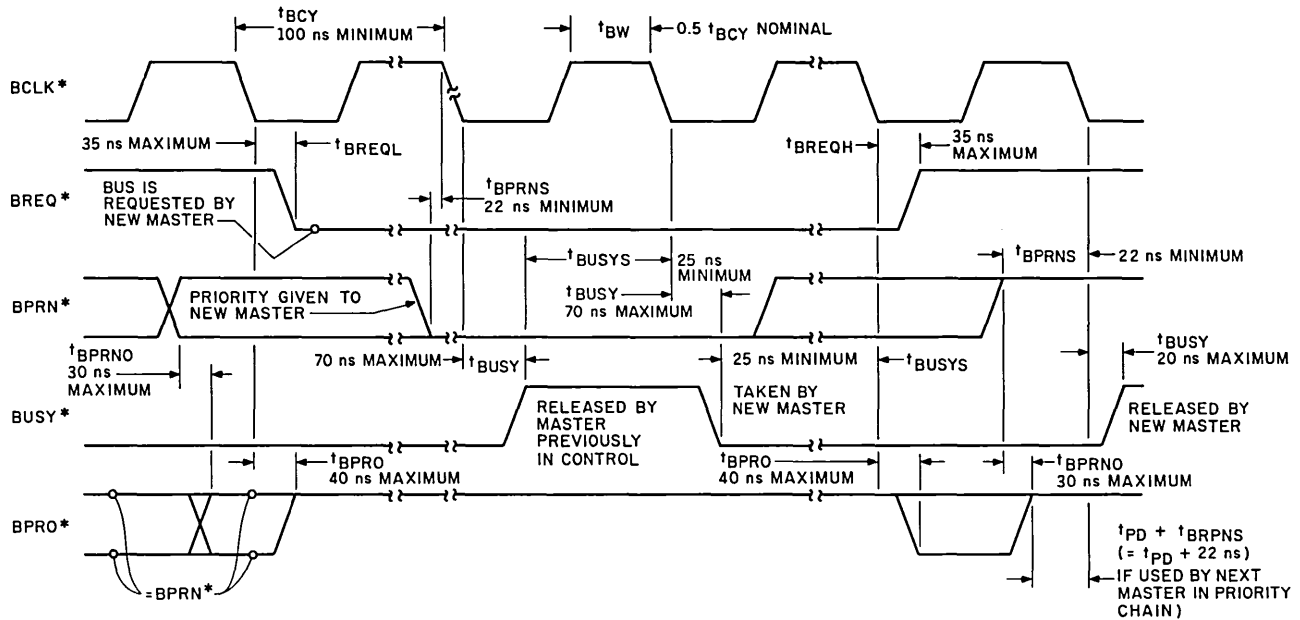 tBCY
100 ns MINIMUM
tBW
0.5 tBCY NOMINAL
BCLK*
35 ns MAXIMUM
tBREQL
tBREQH
35 ns
MAXIMUM
BREQ*
BUS IS
REQUESTED BY
NEW MASTER
tBPRNS
22 ns MINIMUM
tBUSYS
25 ns
MINIMUM
tBPRNS
22 ns MINIMUM
BPRN*
PRIORITY GIVEN TO
NEW MASTER
tBUSY
70 ns MAXIMUM
tBPRNO
30 ns
MAXIMUM
70 ns MAXIMUM
tBUSY
25 ns MINIMUM
tBUSYS
tBUSY
20 ns MAXIMUM
BUSY*
RELEASED BY
MASTER
PREVIOUSLY
IN CONTROL
TAKEN BY
NEW MASTER
RELEASED BY
NEW MASTER
tBPRO
40 ns MAXIMUM
tBPRO
40 ns MAXIMUM
tBPRNO
30 ns MAXIMUM
BPRO*
=BPRN*
tPD + tBRPNS
(= tPD + 22 ns)
IF USED BY NEXT
MASTER IN PRIORITY
CHAIN)